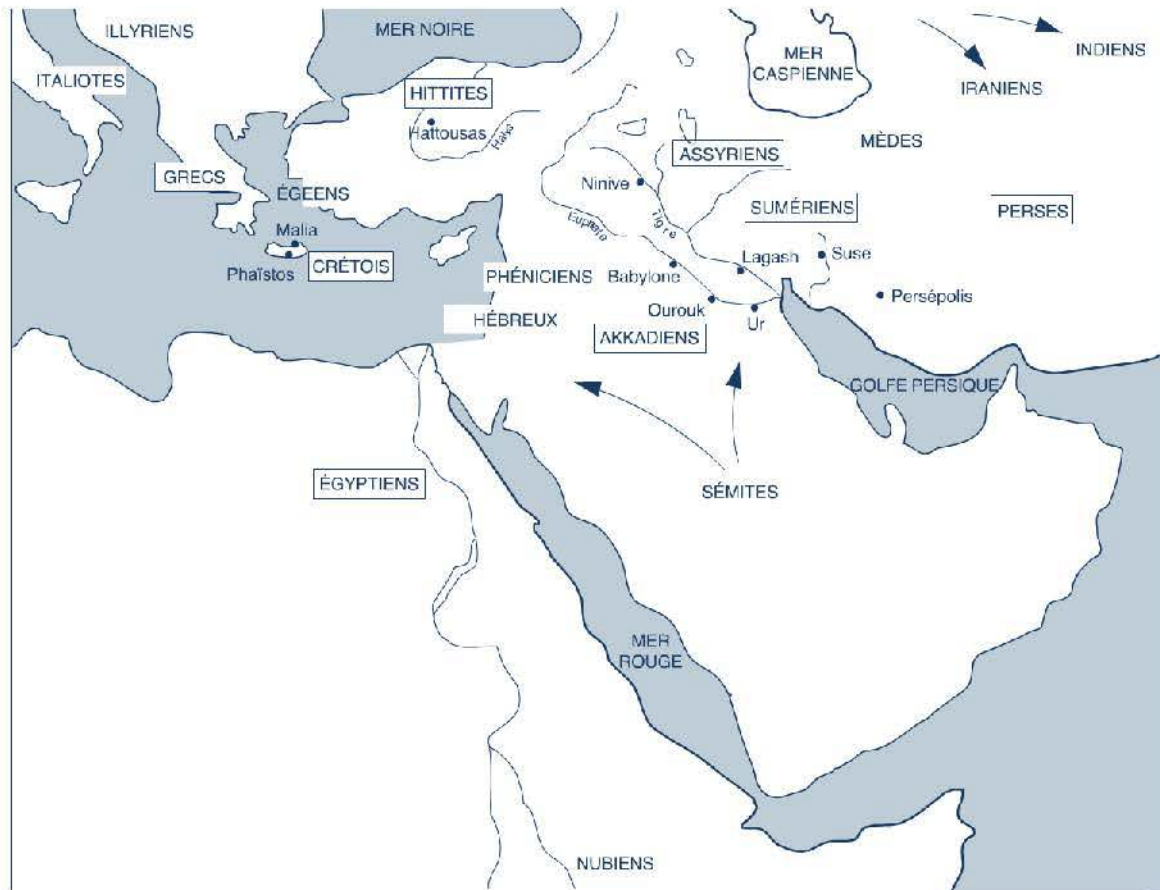 ILLYRIENS
MER NOIRE
INDIENS
MER
CASPIENNE
ITALIOTES
IRANIENS
HITTITES
Hattousas
Halys
MÈDES
ASSYRIENS
GRECS
ÉGEENS
Ninive
SUMÉRIENS
PERSES
Euphrate
Tigre
Malia
Phaïstos
CRÉTOIS
PHÉNICIENS
Babylone
Lagash
Suse
HÉBREUX
Ourouk
Ur
Persépolis
AKKADIENS
GOLFE PERSIQUE
ÉGYPTIENS
SÉMITES
MER
ROUGE
NUBIENS